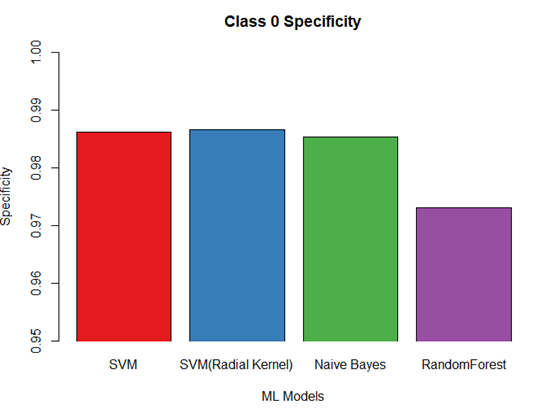 Class 0 Specificity
1.00
0.99
0.98
0.97
0.96
0.95
Specificity
SVM SVM(Radial Kernel) Naive Bayes RandomForest
ML Models